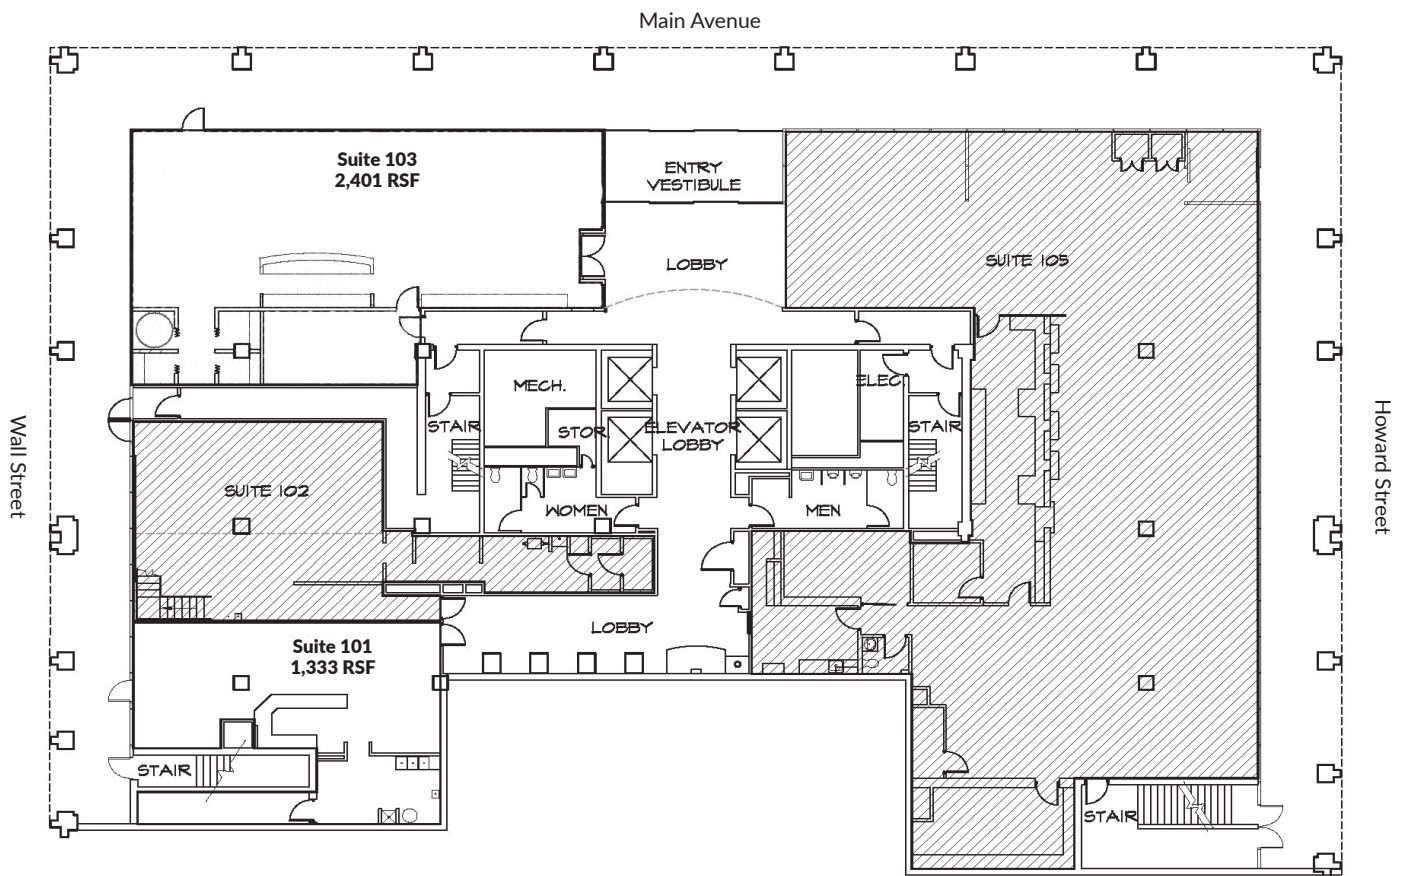 Main Avenue
Suite 103
2,401 RSF
ENTRY
VESTIBULE
LOBBY
SUITE 105
MECH.
ELEC.
STAIR
STOR.
ELEVATOR
LOBBY
STAIR
Wall Street
Howard Street
SUITE 102
WOMEN
MEN
LOBBY
Suite 101
1,333 RSF
STAIR
STAIR